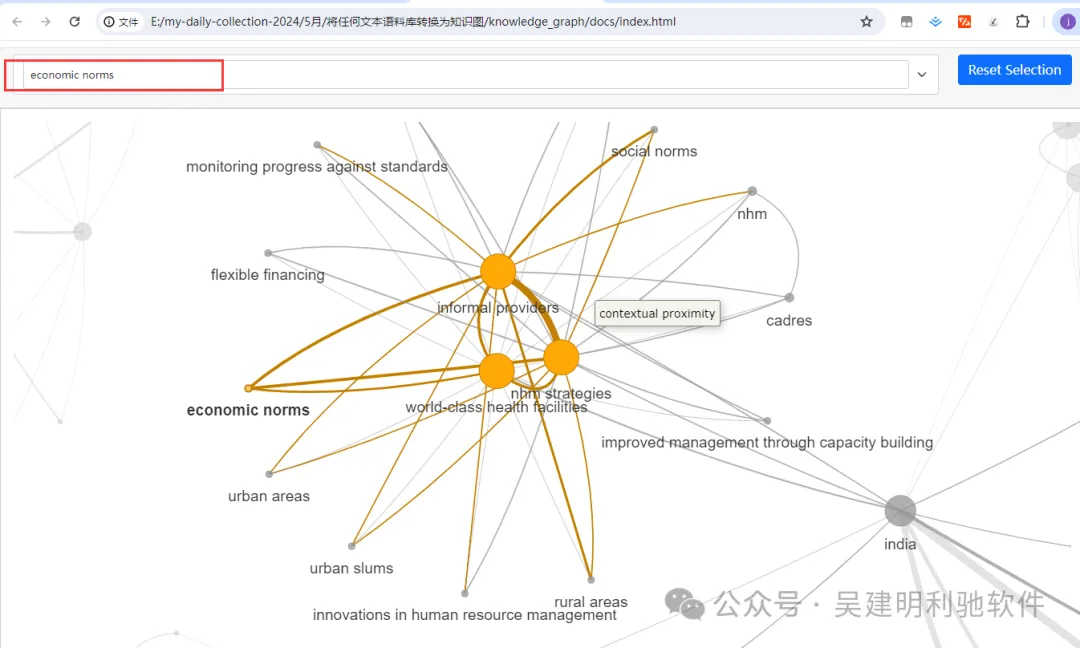 文件
E:/my-daily-collection-2024/5月/将任何文本语料库转换为知识图/knowledge_graph/docs/index.html
j
economic norms
Reset Selection
social norms
monitoring progress against standards
nhm
flexible financing
informal providers
contextual proximity
cadres
nhm strategies
world-class health facilities
economic norms
improved management through capacity building
urban areas
india
urban slums
rural areas
innovations in human resource management
公众号 · 吴建明利驰软件